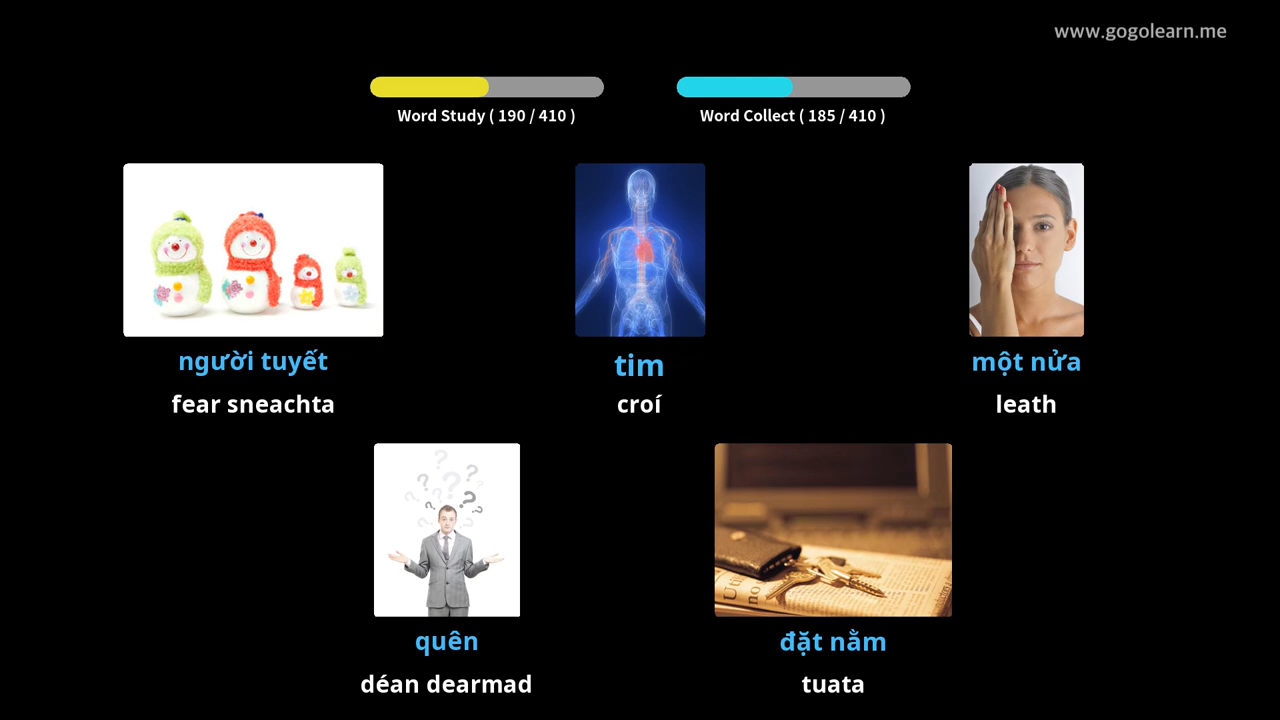 www.gogolearn.me
Word Study ( 190 / 410 )
Word Collect ( 185 / 410 )
người tuyết
fear sneachta
tim
croí
một nửa
leath
quên
déan dearmad
đặt nằm
tuata